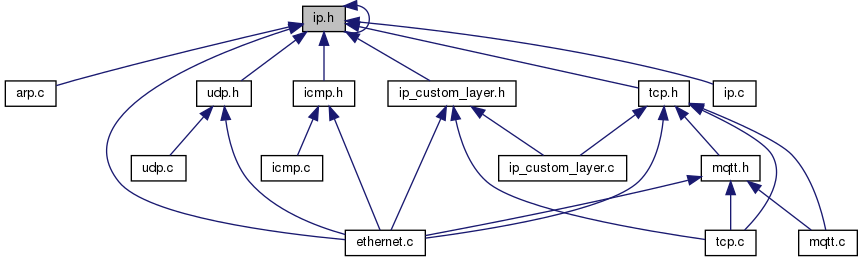 ip.h
arp.c
udp.h
icmp.h
ip_custom_layer.h
tcp.h
ip.c
udp.c
icmp.c
ip_custom_layer.c
mqtt.h
ethernet.c
tcp.c
mqtt.c